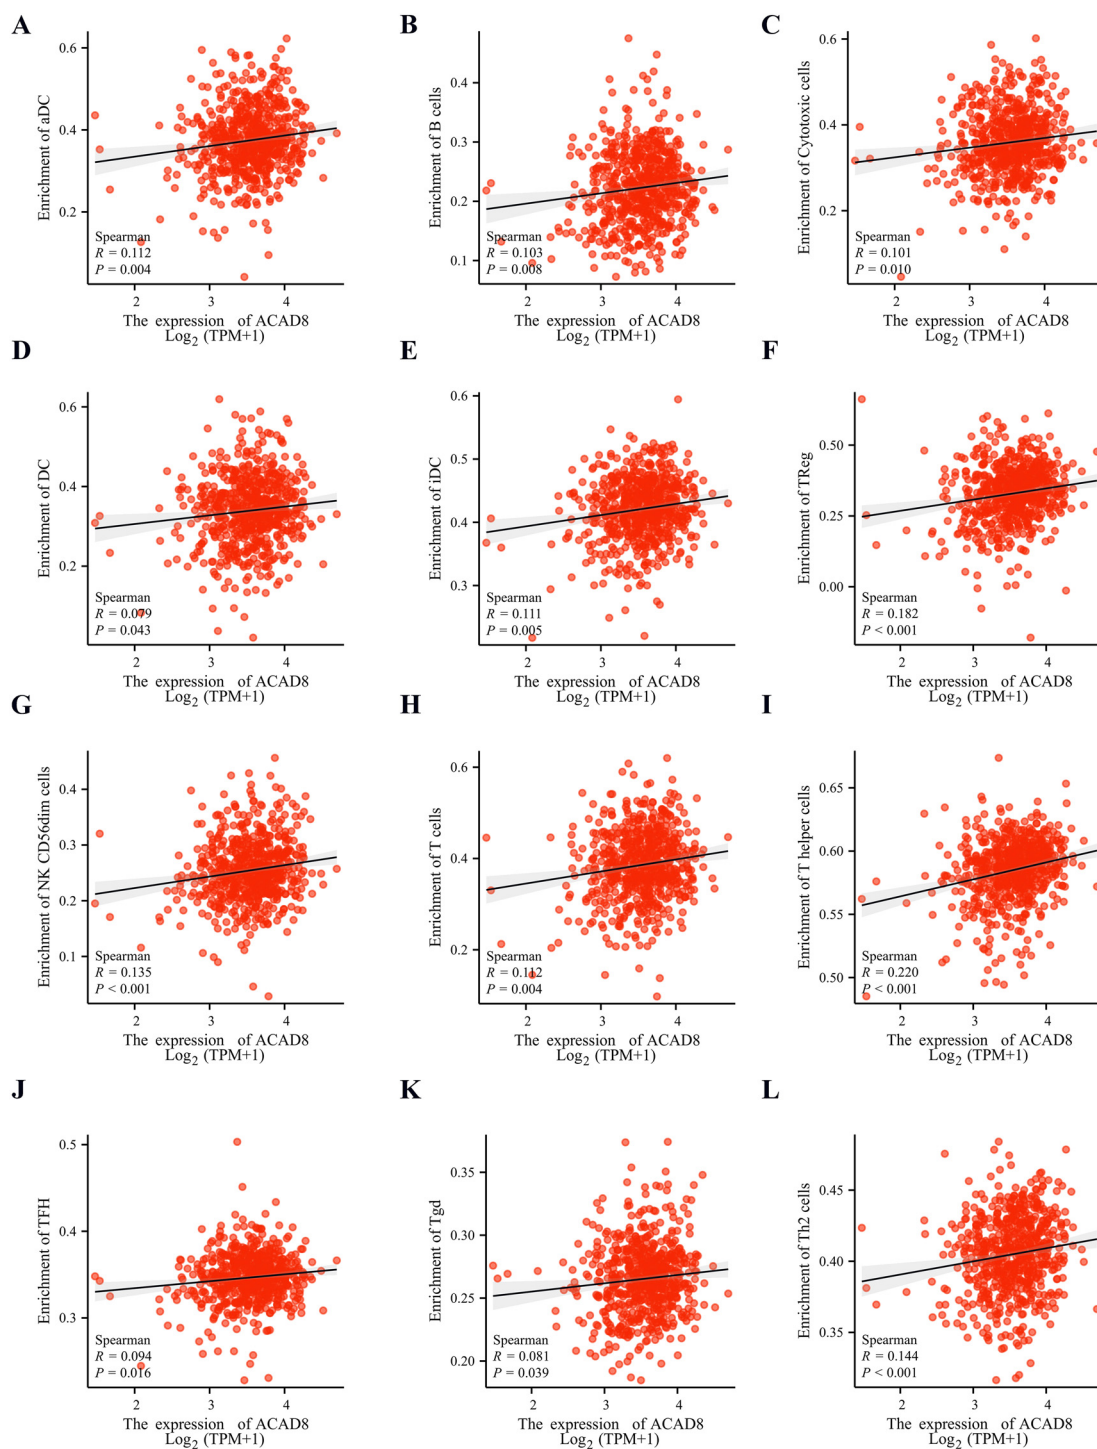 A
Enrichment of aDC
0.6
0.4
0.2
Spearman
R = 0.112
P = 0.004
2 3 4
The expression of ACAD8
Log2 (TPM+1)
B
Enrichment of B cells
0.4
0.3
0.2
0.1
Spearman
R = 0.103
P = 0.008
2 3 4
The expression of ACAD8
Log2 (TPM+1)
C
Enrichment of Cytotoxic cells
0.6
0.4
0.2
Spearman
R = 0.101
P = 0.010
2 3 4
The expression of ACAD8
Log2 (TPM+1)
D
Enrichment of DC
0.6
0.4
0.2
Spearman
R = 0.079
P = 0.043
2 3 4
The expression of ACAD8
Log2 (TPM+1)
E
Enrichment of iDC
0.6
0.5
0.4
0.3
Spearman
R = 0.111
P = 0.005
2 3 4
The expression of ACAD8
Log2 (TPM+1)
F
Enrichment of TReg
0.50
0.25
0.00
Spearman
R = 0.182
P < 0.001
2 3 4
The expression of ACAD8
Log2 (TPM+1)
G
Enrichment of NK CD56dim cells
0.4
0.3
0.2
0.1
Spearman
R = 0.135
P < 0.001
2 3 4
The expression of ACAD8
Log2 (TPM+1)
H
Enrichment of T cells
0.6
0.4
0.2
Spearman
R = 0.112
P = 0.004
2 3 4
The expression of ACAD8
Log2 (TPM+1)
I
Enrichment of T helper cells
0.65
0.60
0.55
0.50
Spearman
R = 0.220
P < 0.001
2 3 4
The expression of ACAD8
Log2 (TPM+1)
J
Enrichment of TFH
0.5
0.4
0.3
Spearman
R = 0.094
P = 0.016
2 3 4
The expression of ACAD8
Log2 (TPM+1)
K
Enrichment of Tgd
0.35
0.30
0.25
0.20
Spearman
R = 0.081
P = 0.039
2 3 4
The expression of ACAD8
Log2 (TPM+1)
L
Enrichment of Th2 cells
0.45
0.40
0.35
Spearman
R = 0.144
P < 0.001
2 3 4
The expression of ACAD8
Log2 (TPM+1)